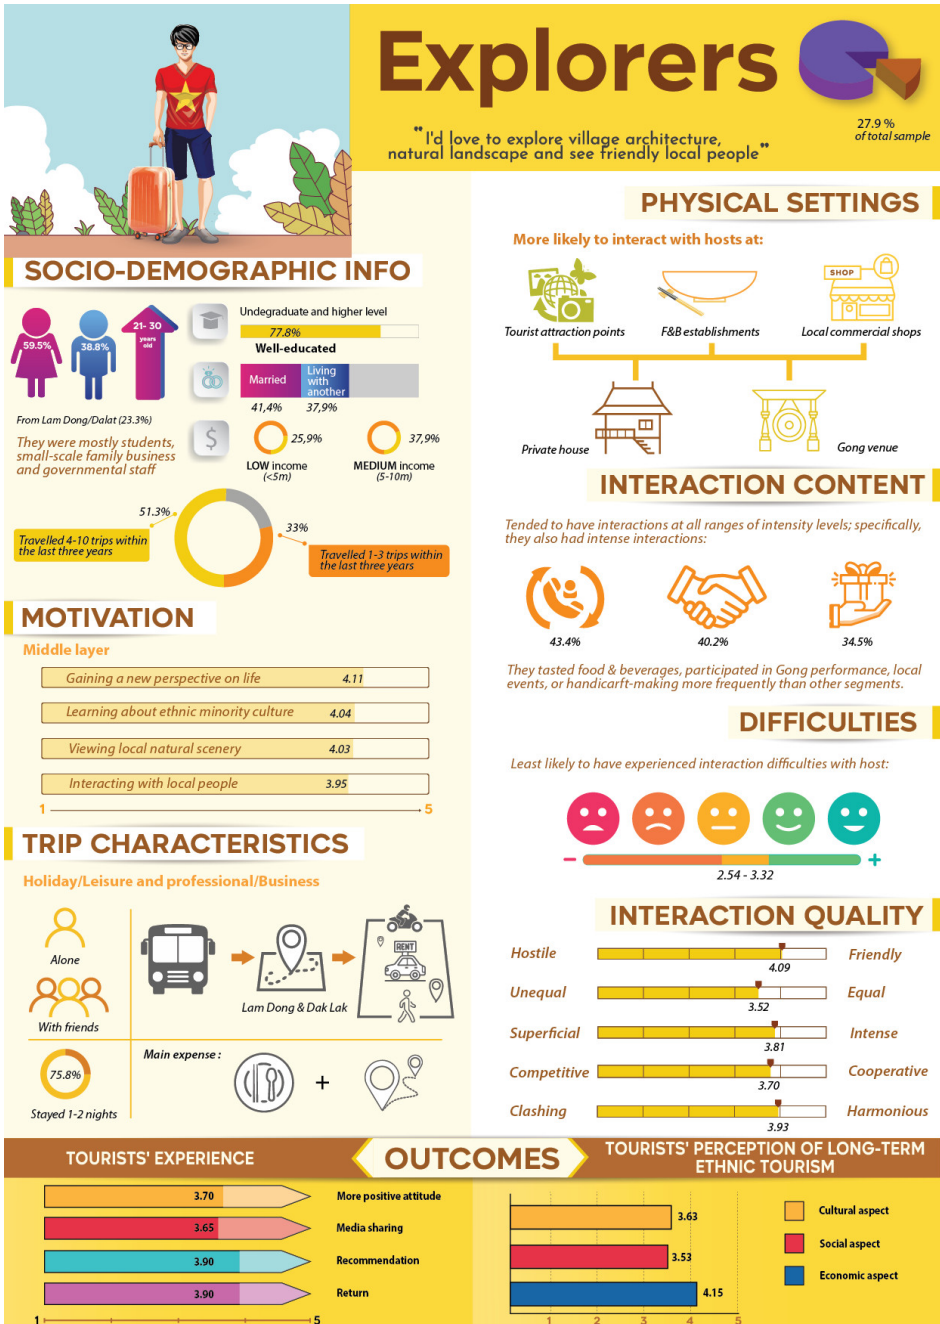 Explorers
27.9 %
of total sample
"I'd love to explore village architecture,
natural landscape and see friendly local people"
SOCIO-DEMOGRAPHIC INFO
59.5%
38.8%
21- 30
years
old
Undergraduate and higher level
77.8%
Well-educated
Married
Living
with
another
41,4%
37,9%
From Lam Dong/Dalat (23.3%)
They were mostly students,
small-scale family business
and governmental staff
$
25,9%
37,9%
LOW income
(<5m)
MEDIUM income
(5-10m)
51.3%
Travelled 4-10 trips within
the last three years
33%
Travelled 1-3 trips within
the last three years
MOTIVATION
Middle layer
Gaining a new perspective on life 4.11
Learning about ethnic minority culture 4.04
Viewing local natural scenery 4.03
Interacting with local people 3.95
1 5
TRIP CHARACTERISTICS
Holiday/Leisure and professional/Business
Alone
With friends
RENT
Lam Dong & Dak Lak
75.8%
Stayed 1-2 nights
Main expense :
+
PHYSICAL SETTINGS
More likely to interact with hosts at:
SHOP
Tourist attraction points
F&B establishments
Local commercial shops
Private house
Gong venue
INTERACTION CONTENT
Tended to have interactions at all ranges of intensity levels; specifically,
they also had intense interactions:
43.4%
40.2%
34.5%
They tasted food & beverages, participated in Gong performance, local
events, or handicarft-making more frequently than other segments.
DIFFICULTIES
Least likely to have experienced interaction difficulties with host:
- +
2.54 - 3.32
INTERACTION QUALITY
Hostile Friendly
4.09
Unequal Equal
3.52
Superficial Intense
3.81
Competitive Cooperative
3.70
Clashing Harmonious
3.93
OUTCOMES
TOURISTS' EXPERIENCE
3.70 More positive attitude
3.65 Media sharing
3.90 Recommendation
3.90 Return
1 5
TOURISTS' PERCEPTION OF LONG-TERM
ETHNIC TOURISM
3.63
3.53
4.15
Cultural aspect
Social aspect
Economic aspect
1 2 3 4 5